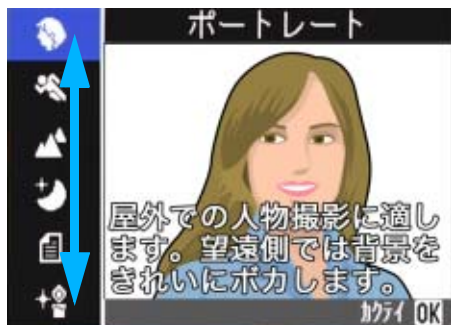 ポートレート
屋外での人物撮影に適し
ます。望遠側では背景を
きれいにボカします。
カクテイ OK